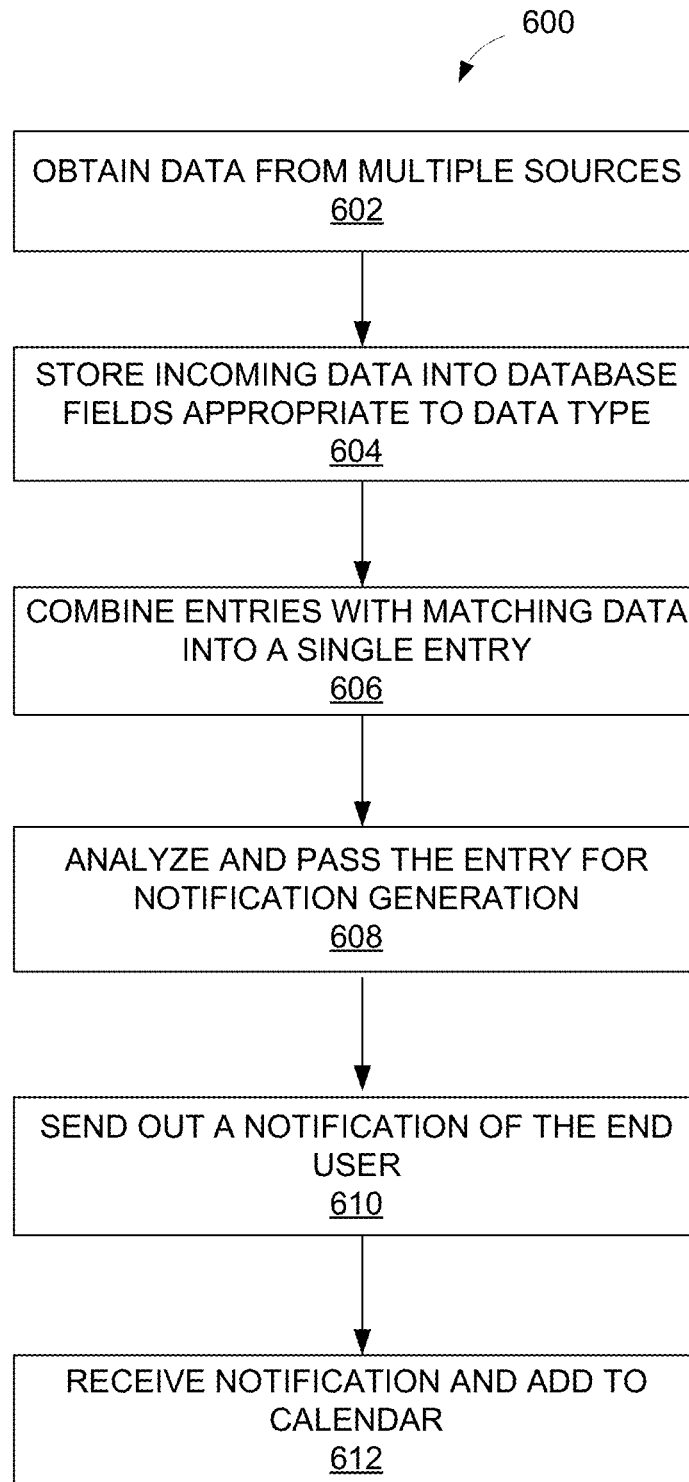 600
OBTAIN DATA FROM MULTIPLE SOURCES
602
STORE INCOMING DATA INTO DATABASE
FIELDS APPROPRIATE TO DATA TYPE
604
COMBINE ENTRIES WITH MATCHING DATA
INTO A SINGLE ENTRY
606
ANALYZE AND PASS THE ENTRY FOR
NOTIFICATION GENERATION
608
SEND OUT A NOTIFICATION OF THE END
USER
610
RECEIVE NOTIFICATION AND ADD TO
CALENDAR
612